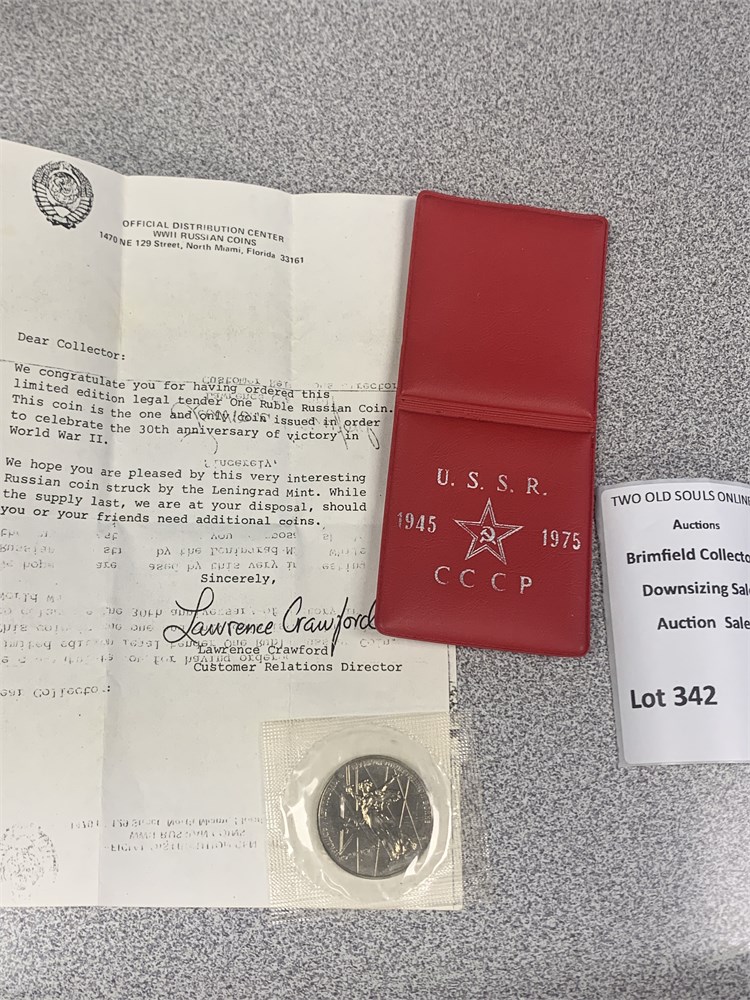 OFFICIAL DISTRIBUTION CENTER
WWII RUSSIAN COINS
1470 NE 129 Street, North Miami, Florida 33161
Dear Collector:
We congratulate you for having ordered this
limited edition legal tender One Ruble Russian Coin.
This coin is the one and only coin issued in order
to celebrate the 30th anniversary of victory in
World War II.
We hope you are pleased by this very interesting
Russian coin struck by the Leningrad Mint. While
the supply last, we are at your disposal, should
you or your friends need additional coins.
Sincerely,
Lawrence Crawford
Lawrence Crawford
Customer Relations Director
U. S. S. R.
1945 1975
C C C P
TWO OLD SOULS ONLINE
Auctions
Brimfield Collecto
Downsizing Sal
Auction Sale
Lot 342